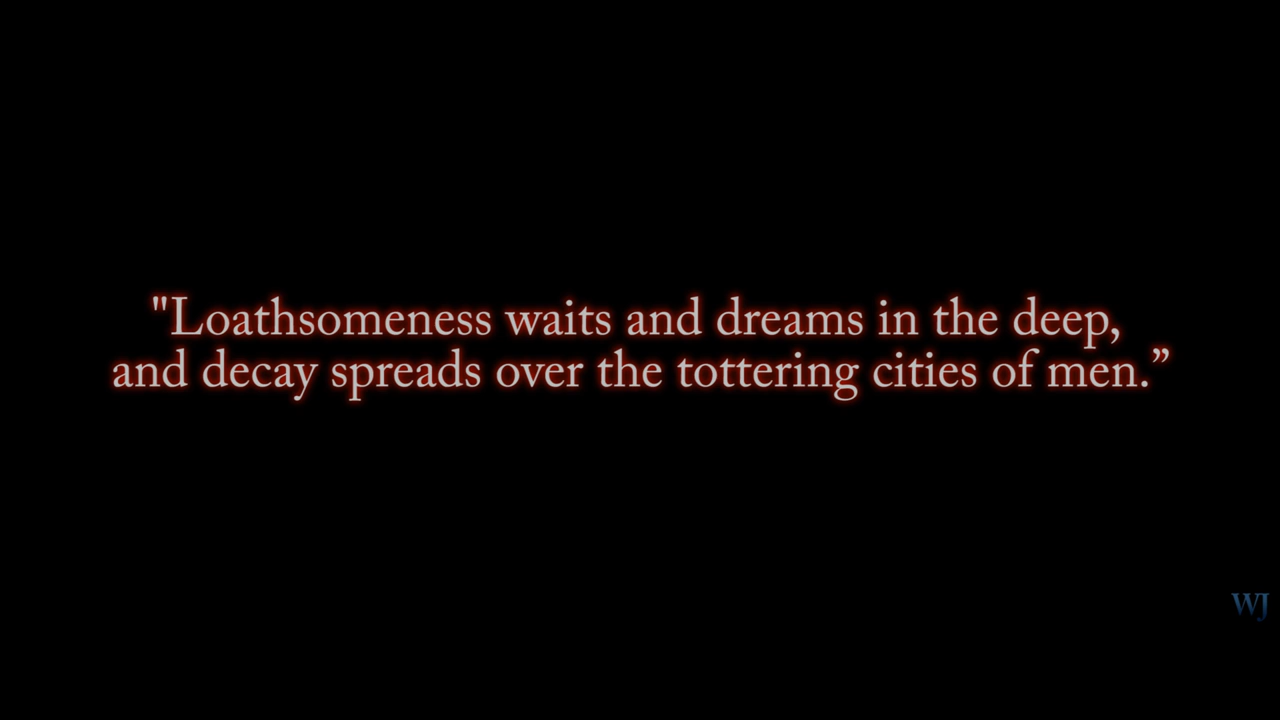 "Loathsomeness waits and dreams in the deep,
and decay spreads over the tottering cities of men.”
WJ